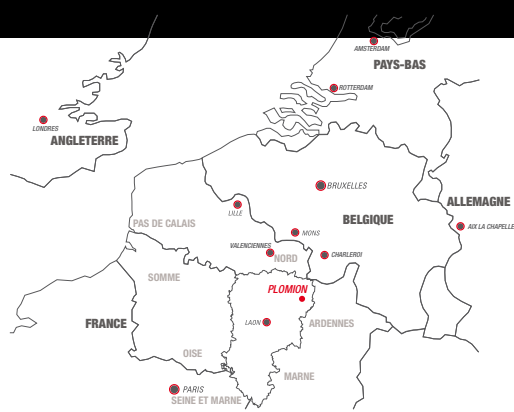 AMSTERDAM
PAYS-BAS
ROTTERDAM
LONDRES
ANGLETERRE
BRUXELLES
ALLEMAGNE
LILLE
PAS DE CALAIS
BELGIQUE
AIX LA CHAPELLE
MONS
VALENCIENNES
NORD
CHARLEROI
SOMME
PLOMION
FRANCE
LAON
ARDENNES
OISE
MARNE
PARIS
SEINE ET MARNE